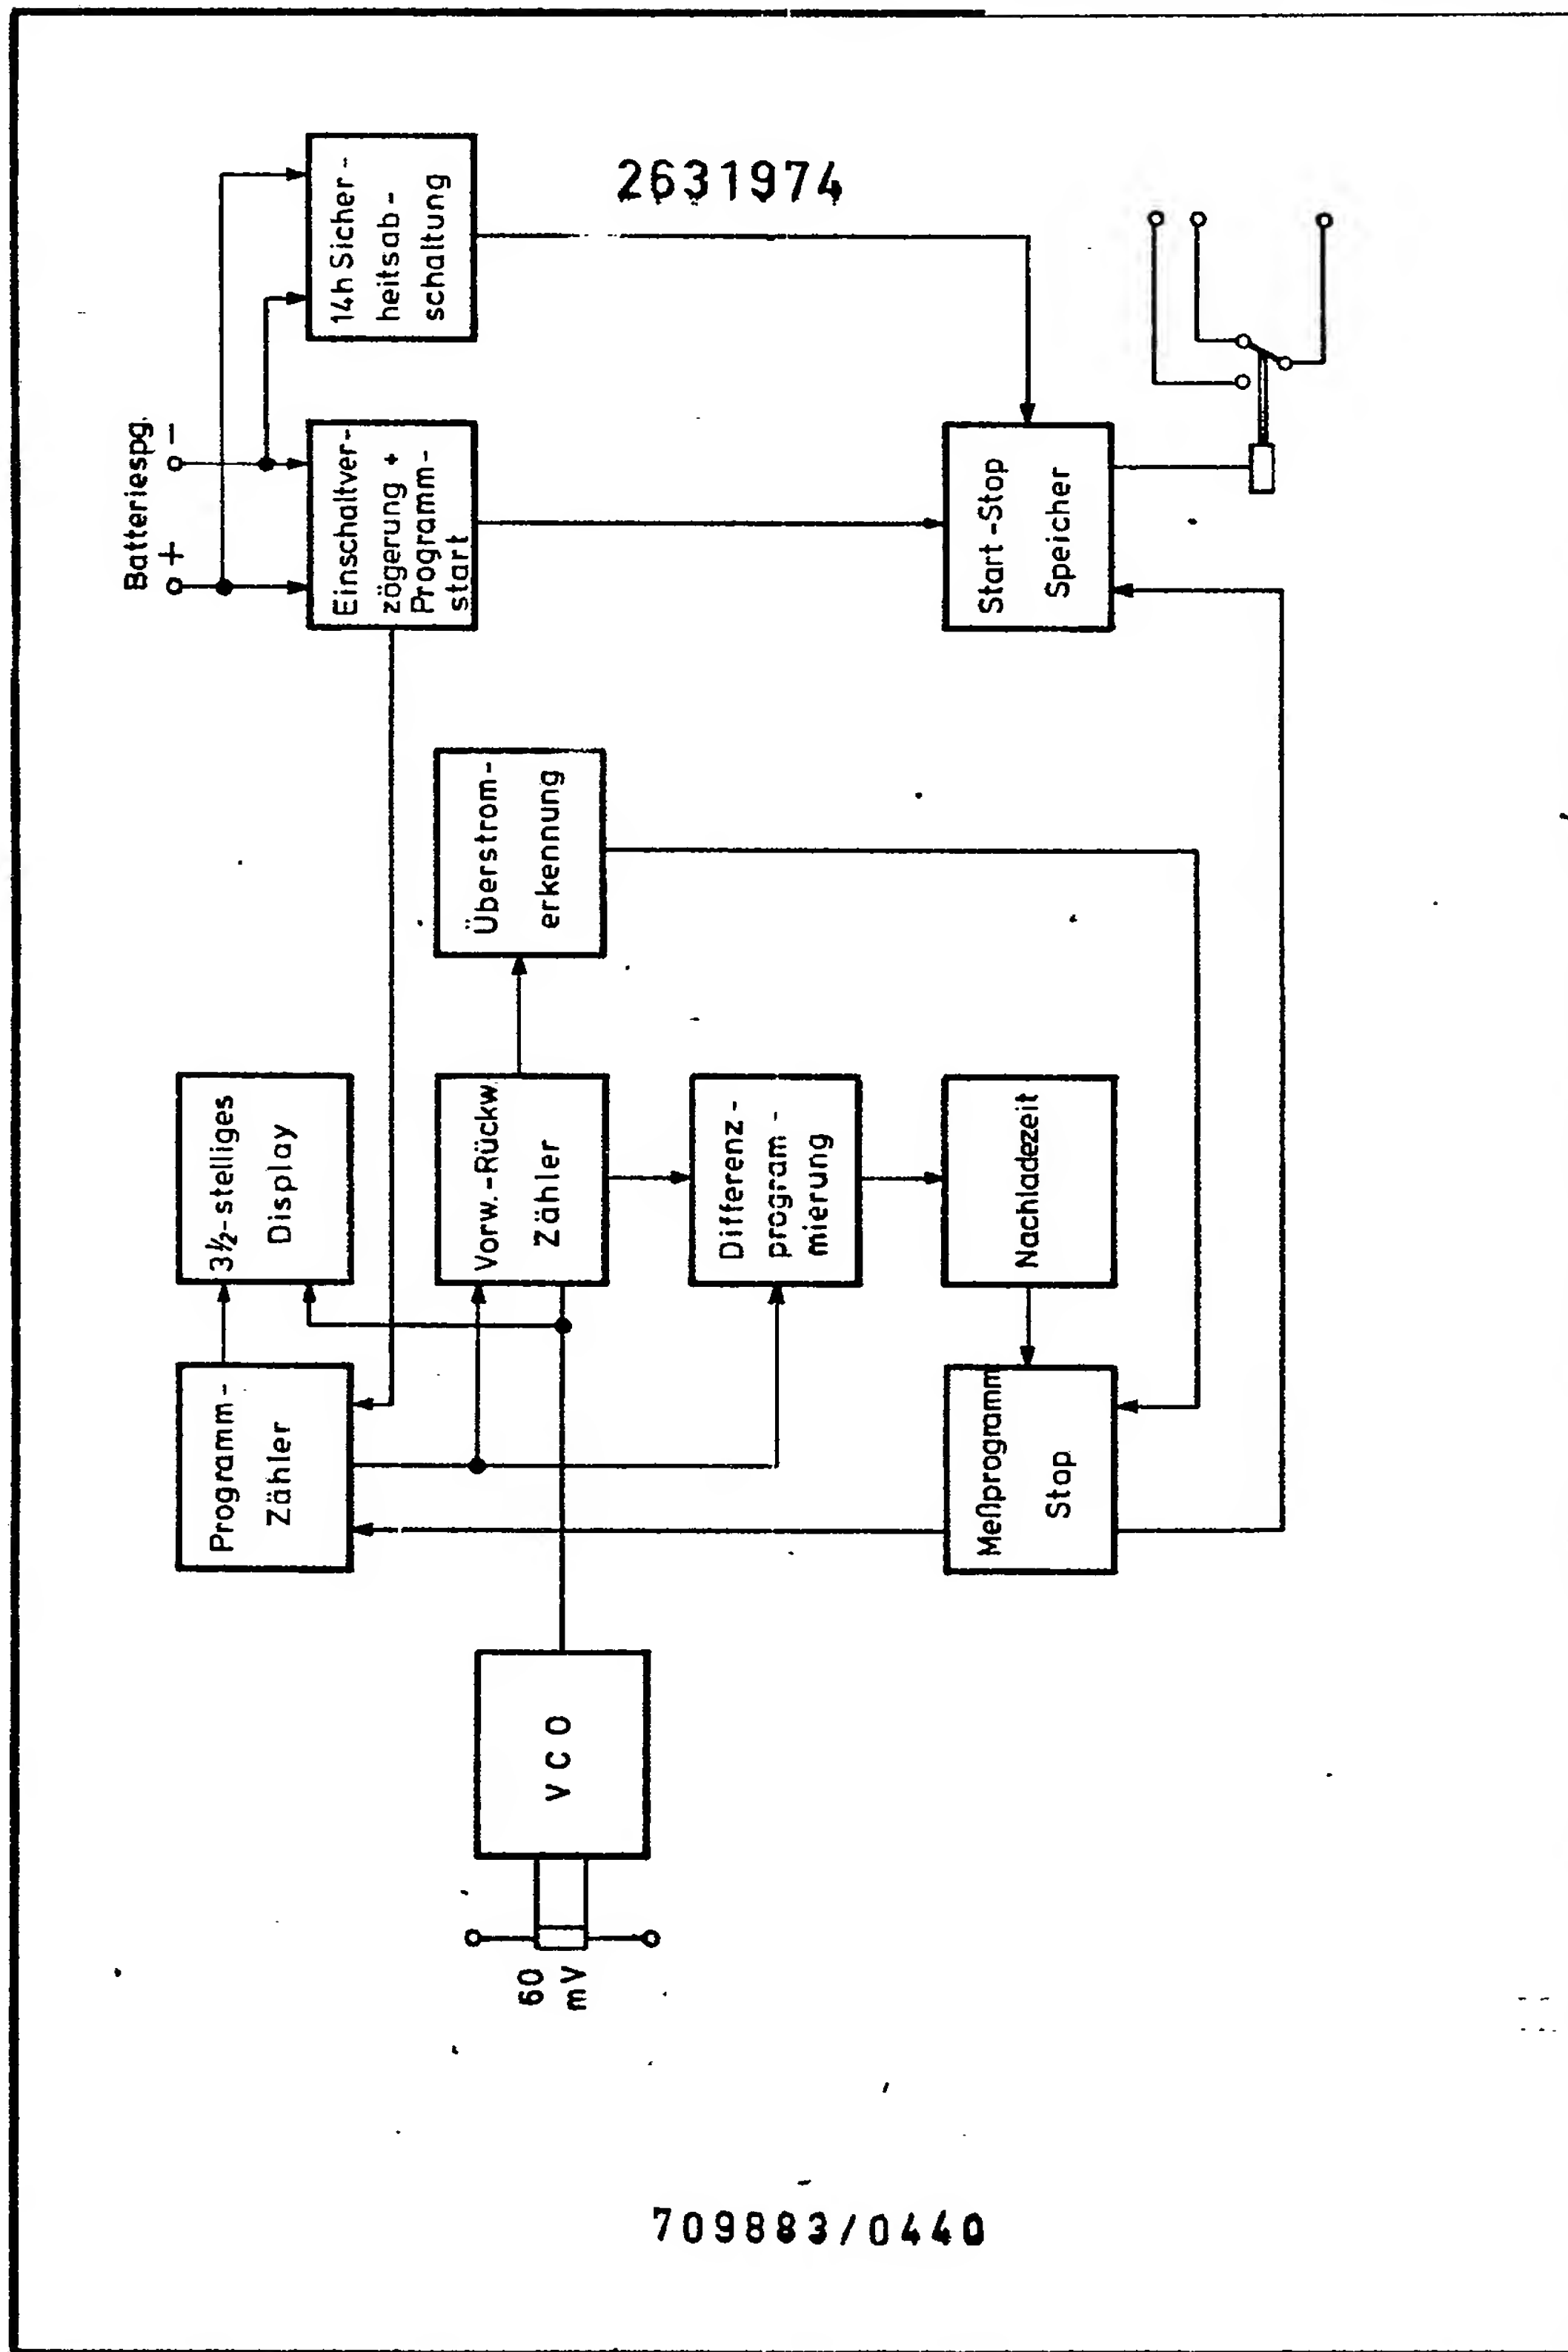 2631974
Batteriespg.
+ −
14h Sicher-
heitsab-
schaltung
Einschaltver-
zögerung +
Programm-
start
Start-Stop
Speicher
Überstrom-
erkennung
3½-stelliges
Display
Vorw.-Rückw.
Zähler
Differenz-
program-
mierung
Nachladezeit
Programm-
Zähler
Meßprogramm
Stop
VCO
60
mV
709883/0440